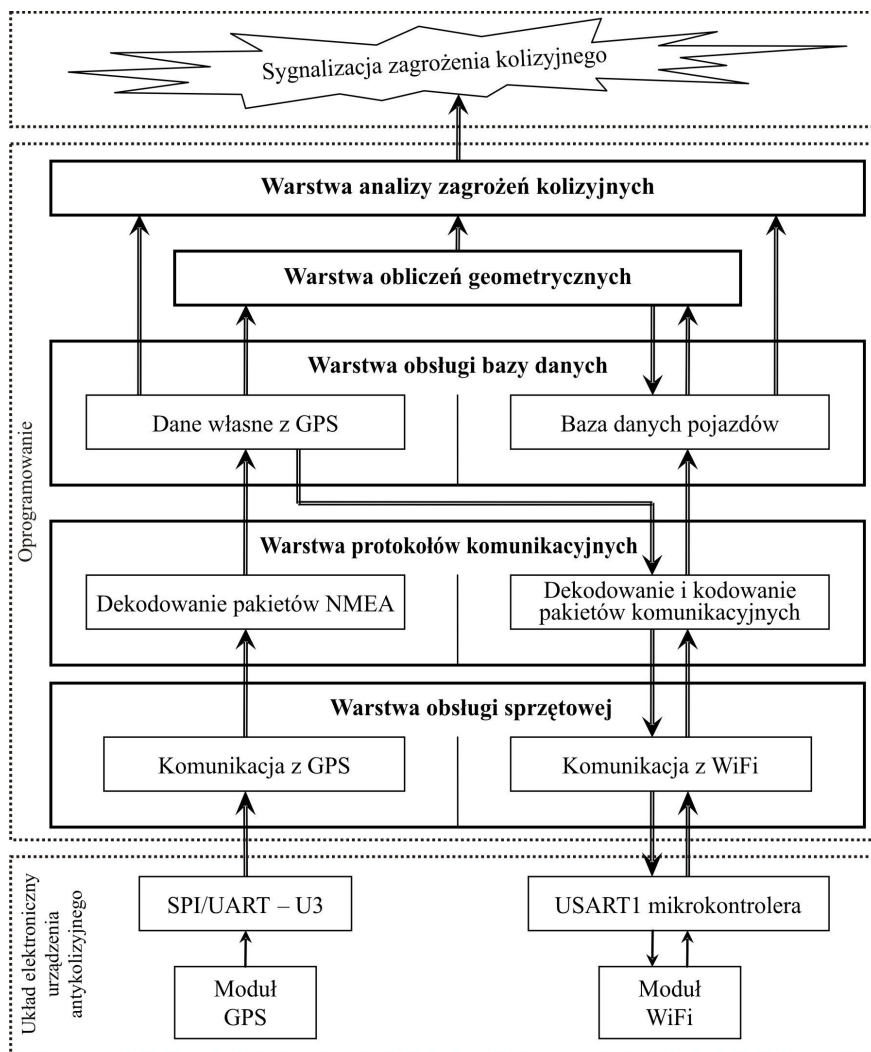 Sygnalizacja zagrożenia kolizyjnego
Oprogramowanie
Warstwa analizy zagrożeń kolizyjnych
Warstwa obliczeń geometrycznych
Warstwa obsługi bazy danych
Dane własne z GPS
Baza danych pojazdów
Warstwa protokołów komunikacyjnych
Dekodowanie pakietów NMEA
Dekodowanie i kodowanie
pakietów komunikacyjnych
Warstwa obsługi sprzętowej
Komunikacja z GPS
Komunikacja z WiFi
Układ elektroniczny
urządzenia
antykolizyjnego
SPI/UART – U3
USART1 mikrokontrolera
Moduł
GPS
Moduł
WiFi